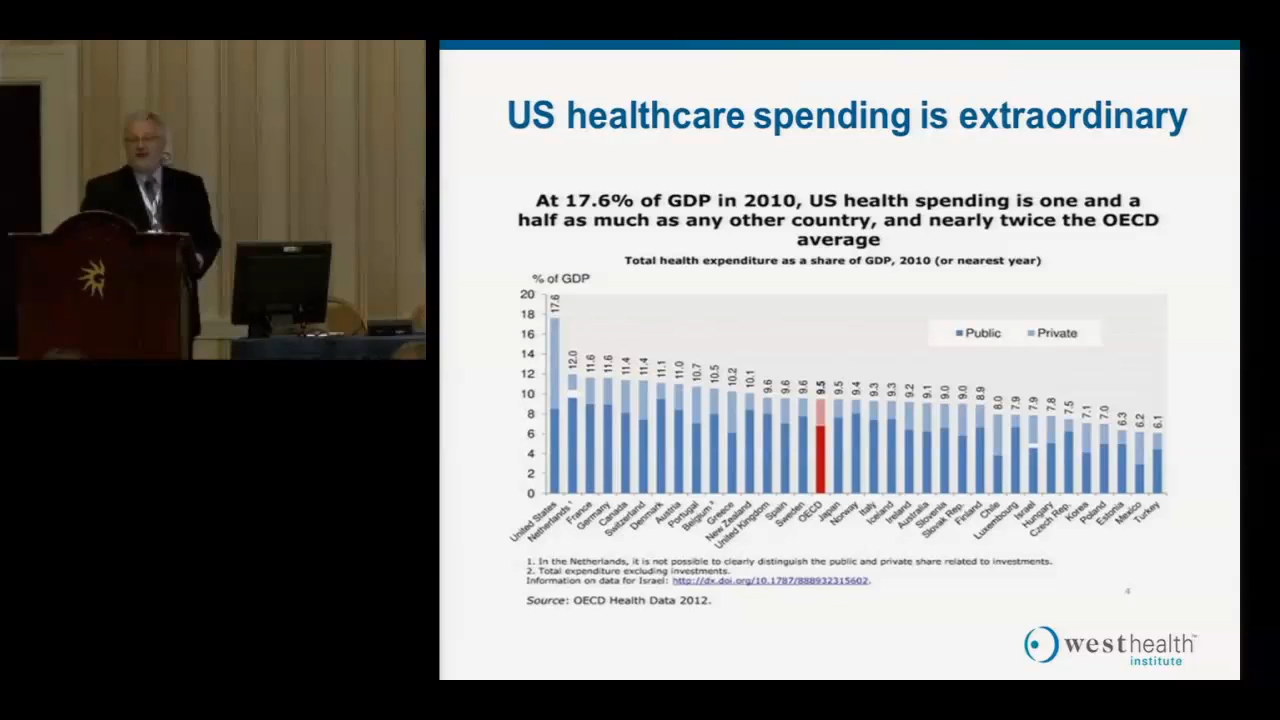 US healthcare spending is extraordinary
At 17.6% of GDP in 2010, US health spending is one and a
half as much as any other country, and nearly twice the OECD
average
Total health expenditure as a share of GDP, 2010 (or nearest year)
% of GDP
20
18
16
14
12
10
8
6
4
2
0
Public
Private
17.6
12.0
11.6
11.6
11.4
11.4
11.1
11.0
10.7
10.5
10.2
10.1
9.6
9.6
9.6
9.5
9.5
9.4
9.3
9.3
9.2
9.1
9.0
9.0
8.9
8.0
7.9
7.9
7.8
7.5
7.1
7.0
6.3
6.2
6.1
United States
Netherlands ¹
France
Germany
Canada
Switzerland
Denmark
Austria
Portugal
Belgium ²
Greece
New Zealand
United Kingdom
Spain
Sweden
OECD
Japan
Norway
Italy
Iceland
Ireland
Australia
Slovenia
Slovak Rep.
Finland
Chile
Luxembourg
Israel
Hungary
Czech Rep.
Korea
Poland
Estonia
Mexico
Turkey
1. In the Netherlands, it is not possible to clearly distinguish the public and private share related to investments.
2. Total expenditure excluding investments.
Information on data for Israel: http://dx.doi.org/10.1787/888932315602.
Source: OECD Health Data 2012.
4
westhealth™
institute